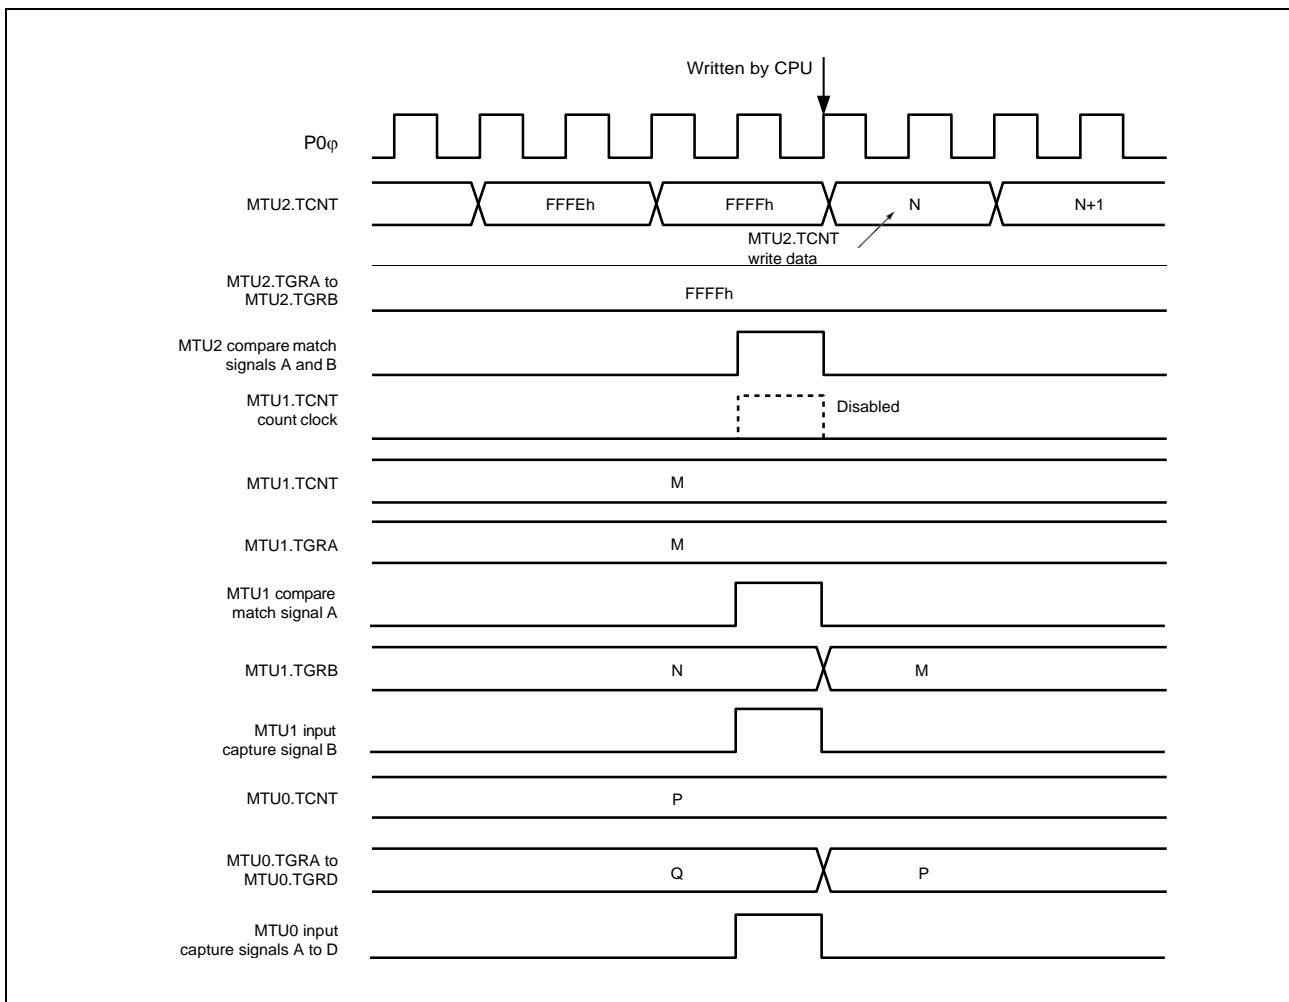 Written by CPU
P0φ
MTU2.TCNT
FFFEh
FFFFh
N
N+1
MTU2.TCNT
write data
MTU2.TGRA to
MTU2.TGRB
FFFFh
MTU2 compare match
signals A and B
MTU1.TCNT
count clock
Disabled
MTU1.TCNT
M
MTU1.TGRA
M
MTU1 compare
match signal A
MTU1.TGRB
N
M
MTU1 input
capture signal B
MTU0.TCNT
P
MTU0.TGRA to
MTU0.TGRD
Q
P
MTU0 input
capture signals A to D